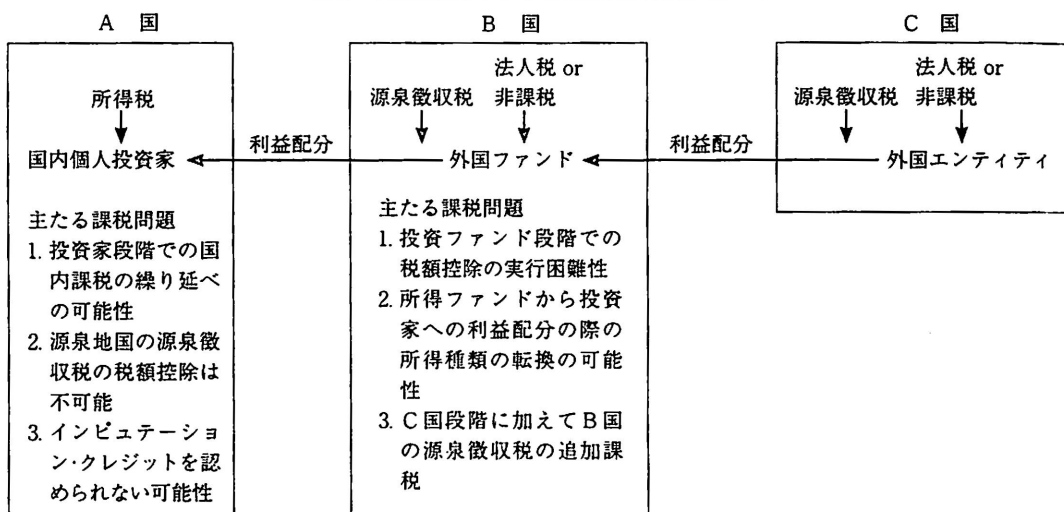 A 国
B 国
C 国
所得税
国内個人投資家
利益配分
法人税 or
源泉徴収税 非課税
外国ファンド
利益配分
法人税 or
源泉徴収税 非課税
外国エンティティ
主たる課税問題
1. 投資家段階での国
内課税の繰り延べ
の可能性
2. 源泉地国の源泉徴
収税の税額控除は
不可能
3. インピュテーショ
ン・クレジットを認
められない可能性
主たる課税問題
1. 投資ファンド段階での
税額控除の実行困難性
2. 所得ファンドから投資
家への利益配分の際の
所得種類の転換の可能
性
3. C国段階に加えてB国
の源泉徴収税の追加課
税